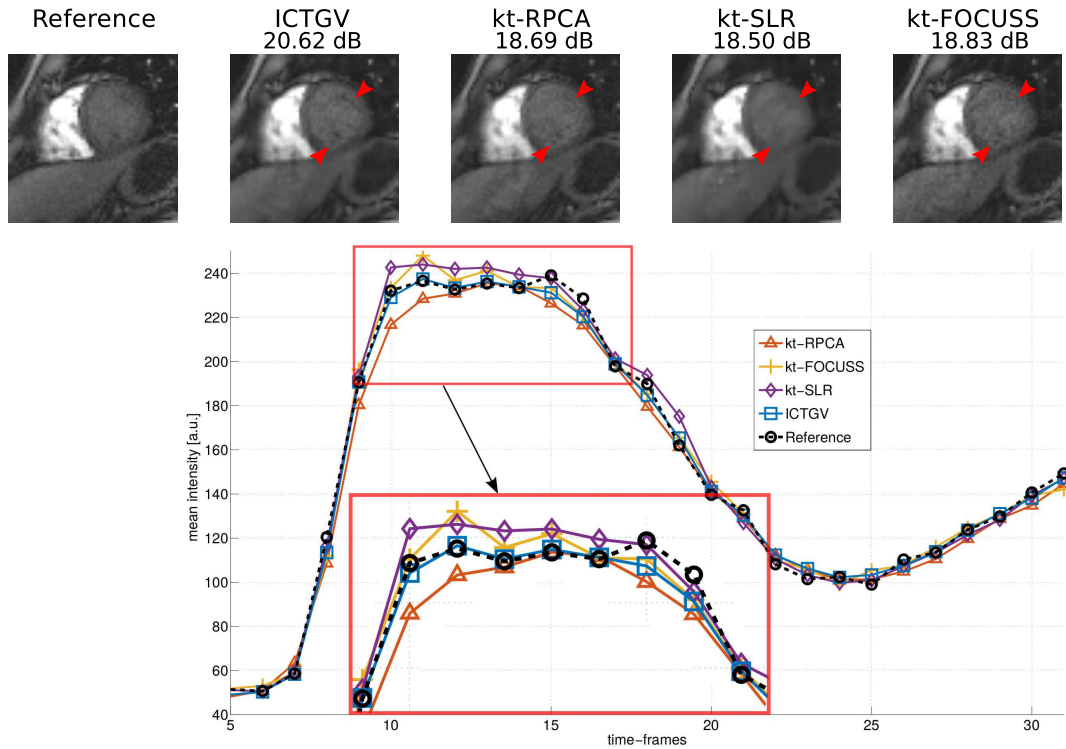 Reference ICTGV kt-RPCA kt-SLR kt-FOCUSS
20.62 dB 18.69 dB 18.50 dB 18.83 dB
240
220
200
180
160
140
120
100
80
60
40
mean intensity [a.u.]
kt-RPCA
kt-FOCUSS
kt-SLR
ICTGV
Reference
5 10 15 20 25 30
time-frames